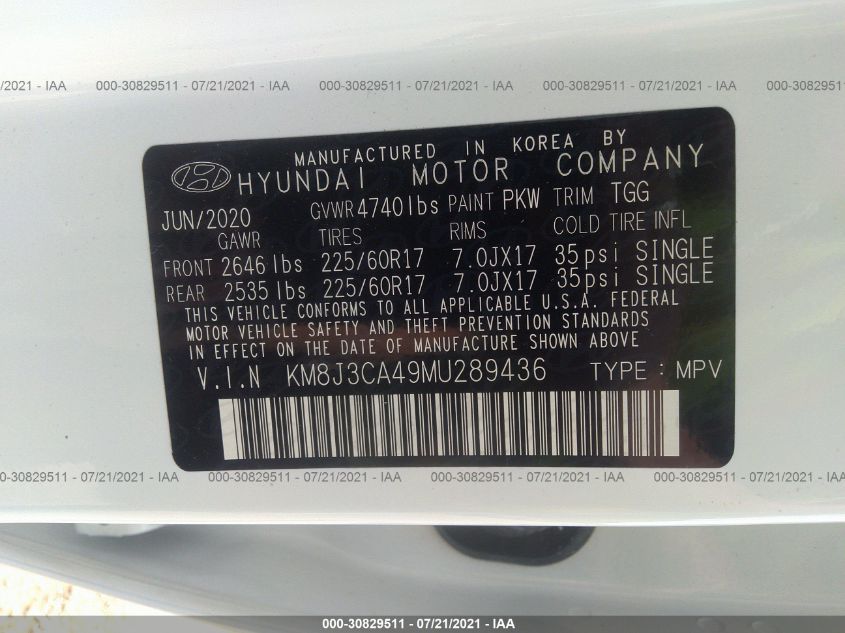 /2021 - IAA 000-30829511 - 07/21/2021 - IAA 000-30829511 - 07/21/2021 - IAA 000-30829511 - 07/21/2021 - IAA 000-308
MANUFACTURED IN KOREA BY
HYUNDAI MOTOR COMPANY
JUN/2020 GVWR 4740lbs PAINT PKW TRIM TGG
GAWR TIRES RIMS COLD TIRE INFL
FRONT 2646 lbs 225/60R17 7.0JX17 35psi SINGLE
REAR 2535 lbs 225/60R17 7.0JX17 35psi SINGLE
THIS VEHICLE CONFORMS TO ALL APPLICABLE U.S.A. FEDERAL
MOTOR VEHICLE SAFETY AND THEFT PREVENTION STANDARDS
IN EFFECT ON THE DATE OF MANUFACTURE SHOWN ABOVE
V.I.N KM8J3CA49MU289436 TYPE : MPV
0-30829511 - 07/21/2021 - IAA 000-30829511 - 07/21/2021 - IAA 000-30829511 - 07/21/2021 - IAA 000-30829511 - 07/21/2021 - IAA
000-30829511 - 07/21/2021 - IAA